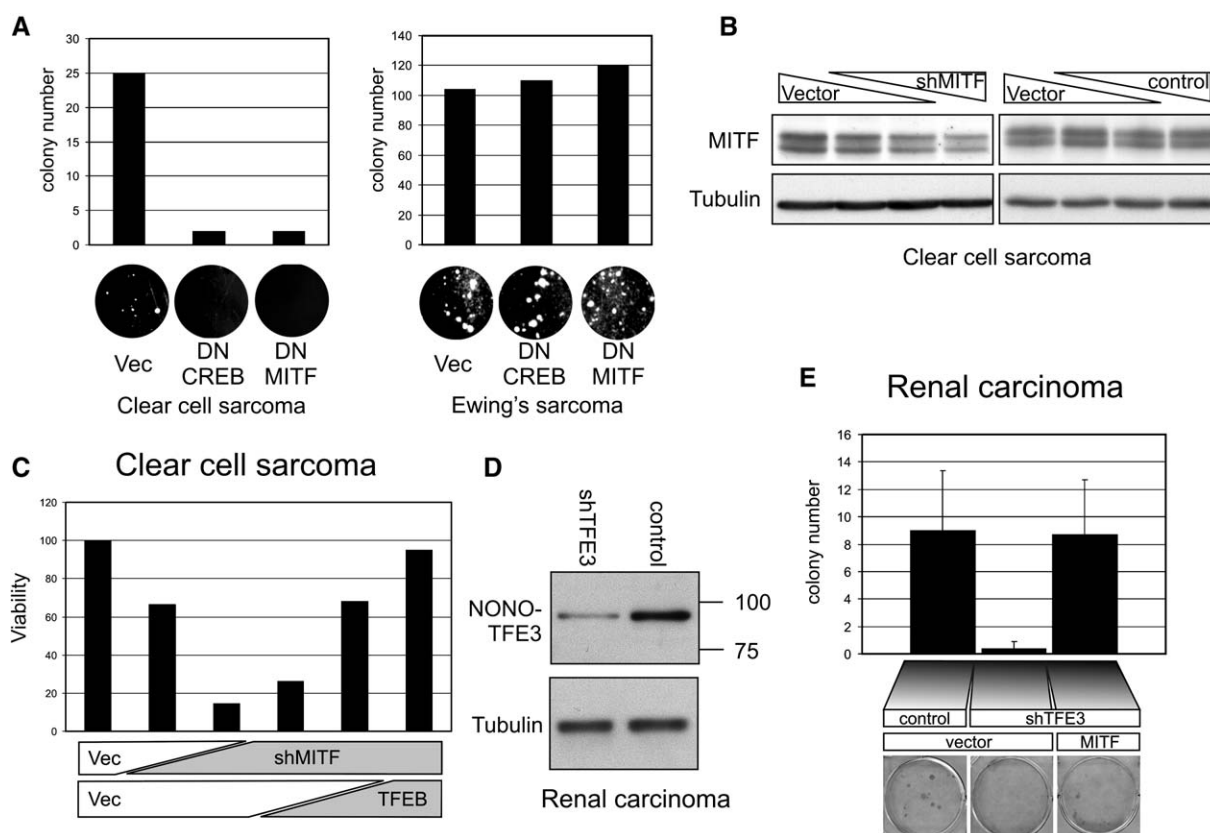 A
colony number
30
25
20
15
10
5
0
Vec
DN
CREB
DN
MITF
Clear cell sarcoma
colony number
140
120
100
80
60
40
20
0
Vec
DN
CREB
DN
MITF
Ewing's sarcoma
B
Vector
shMITF
Vector
control
MITF
Tubulin
Clear cell sarcoma
C
Clear cell sarcoma
Viability
120
100
80
60
40
20
0
Vec
shMITF
Vec
TFEB
D
shTFE3
control
NONO-
TFE3
100
75
Tubulin
Renal carcinoma
E
Renal carcinoma
colony number
16
14
12
10
8
6
4
2
0
control
shTFE3
vector
MITF